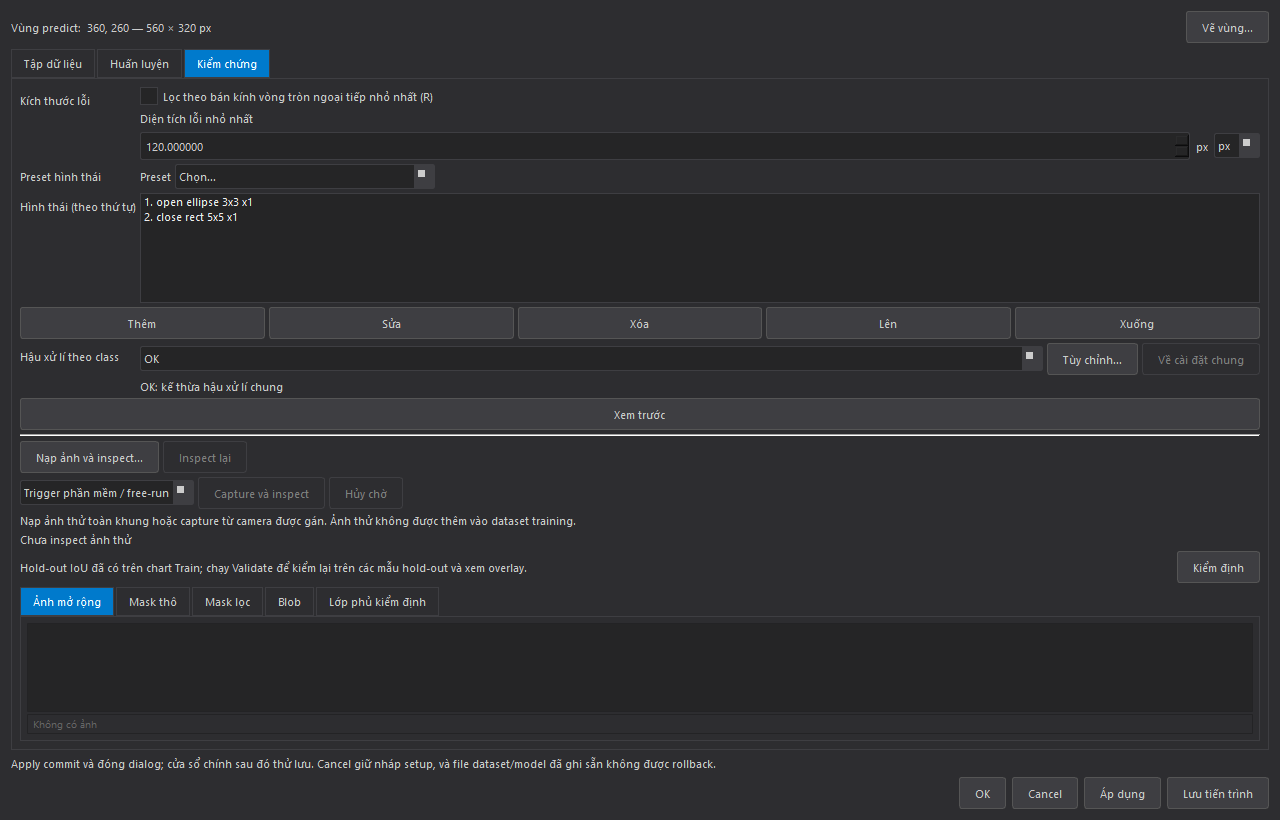 Vùng predict: 360, 260 — 560 × 320 px
Vẽ vùng...
Tập dữ liệu
Huấn luyện
Kiểm chứng
Kích thước lỗi
Lọc theo bán kính vòng tròn ngoại tiếp nhỏ nhất (R)
Diện tích lỗi nhỏ nhất
120.000000
px
px
Preset hình thái
Preset
Chọn...
Hình thái (theo thứ tự)
1. open ellipse 3x3 x1
2. close rect 5x5 x1
Thêm
Sửa
Xóa
Lên
Xuống
Hậu xử lí theo class
OK
Tùy chỉnh...
Về cài đặt chung
OK: kế thừa hậu xử lí chung
Xem trước
Nạp ảnh và inspect...
Inspect lại
Trigger phần mềm / free-run
Capture và inspect
Hủy chờ
Nạp ảnh thử toàn khung hoặc capture từ camera được gán. Ảnh thử không được thêm vào dataset training.
Chưa inspect ảnh thử
Hold-out IoU đã có trên chart Train; chạy Validate để kiểm lại trên các mẫu hold-out và xem overlay.
Kiểm định
Ảnh mở rộng
Mask thô
Mask lọc
Blob
Lớp phủ kiểm định
Không có ảnh
Apply commit và đóng dialog; cửa sổ chính sau đó thử lưu. Cancel giữ nháp setup, và file dataset/model đã ghi sẵn không được rollback.
OK
Cancel
Áp dụng
Lưu tiến trình